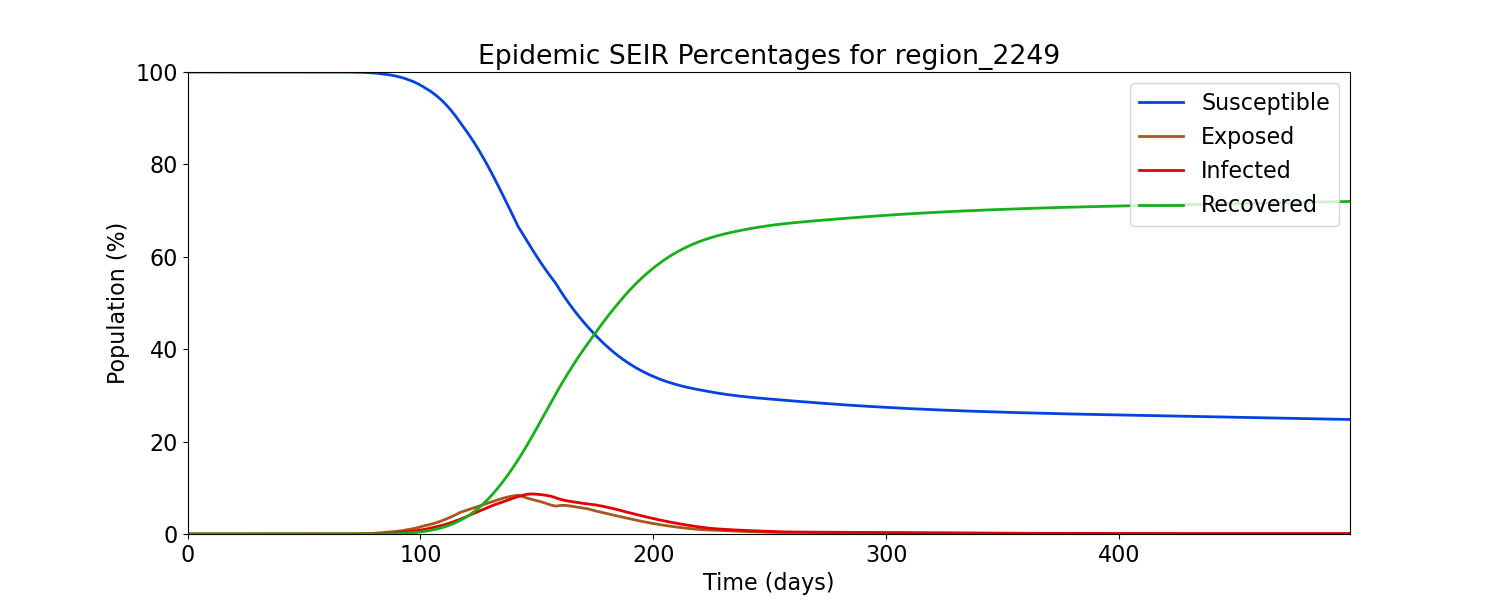 Epidemic SEIR Percentages for region_2249
Population (%)
100
80
60
40
20
0
Susceptible
Exposed
Infected
Recovered
0 100 200 300 400
Time (days)